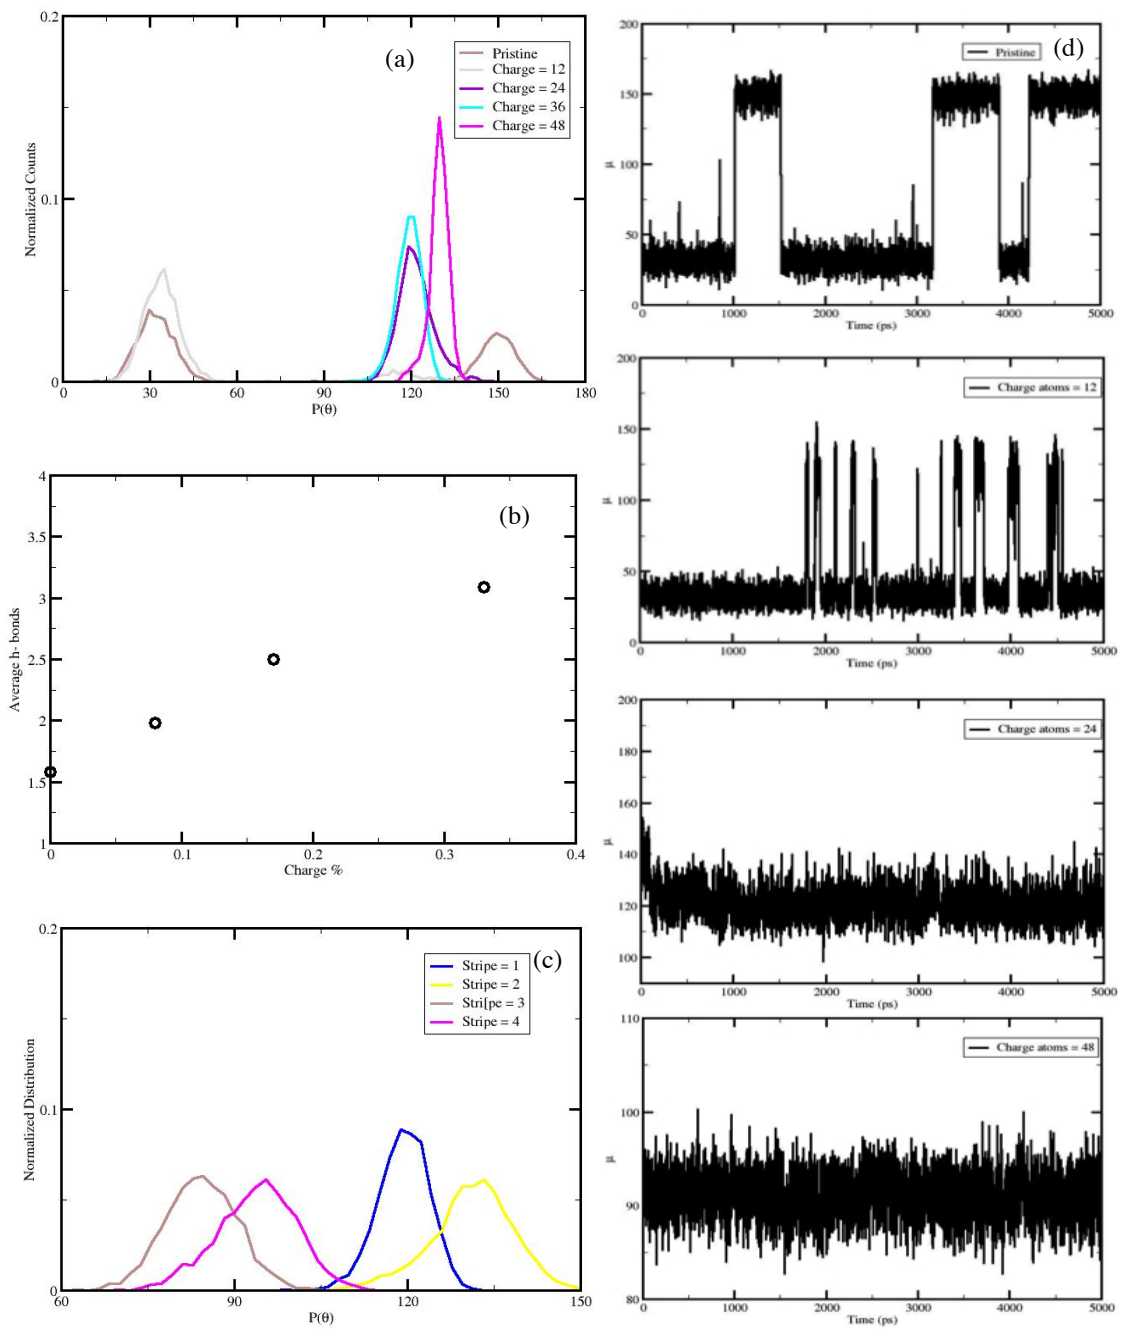 0.2
(a)
Pristine
Charge = 12
Charge = 24
Charge = 36
Charge = 48
Normalized Counts
0.1
0
0 30 60 90 120 150 180
P(θ)
4
(b)
3.5
3
Average h- bonds
2.5
2
1.5
1
0 0.1 0.2 0.3 0.4
Charge %
0.2
(c)
Stripe = 1
Stripe = 2
Stri[pe = 3
Stripe = 4
Normalized Distribution
0.1
0
60 90 120 150
P(θ)
200
(d)
Pristine
150
μ
100
50
0
0 1000 2000 3000 4000 5000
Time (ps)
200
Charge atoms = 12
150
μ
100
50
0
0 1000 2000 3000 4000 5000
Time (ps)
200
Charge atoms = 24
180
160
μ
140
120
100
0 1000 2000 3000 4000 5000
Time (ps)
110
Charge atoms = 48
100
μ
90
80
0 1000 2000 3000 4000 5000
Time (ps)